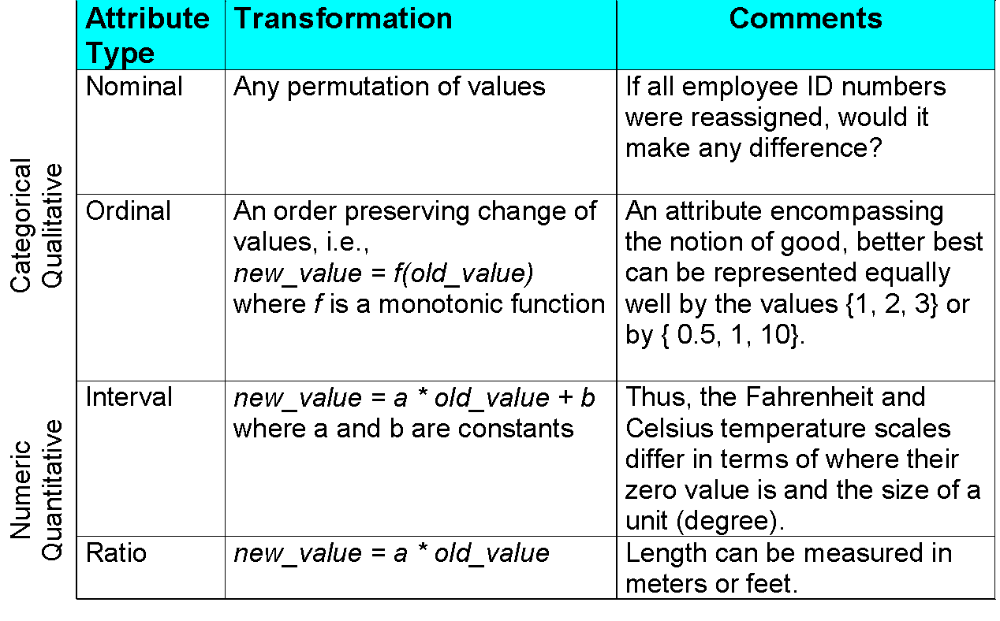 Attribute Type
Transformation
Comments
Categorical
Qualitative
Nominal
Any permutation of values
If all employee ID numbers
were reassigned, would it
make any difference?
Ordinal
An order preserving change of
values, i.e.,
new_value = f(old_value)
where f is a monotonic function
An attribute encompassing
the notion of good, better best
can be represented equally
well by the values {1, 2, 3} or
by { 0.5, 1, 10}.
Numeric
Quantitative
Interval
new_value = a * old_value + b
where a and b are constants
Thus, the Fahrenheit and
Celsius temperature scales
differ in terms of where their
zero value is and the size of a
unit (degree).
Ratio
new_value = a * old_value
Length can be measured in
meters or feet.